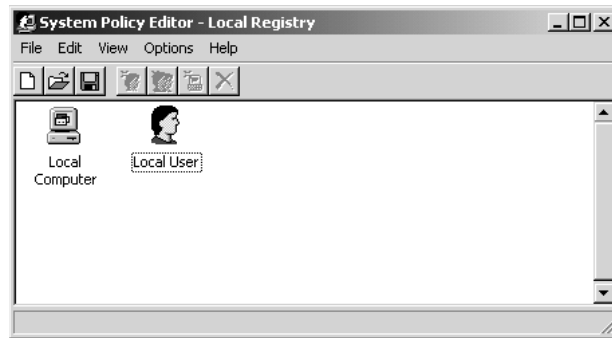 System Policy Editor - Local Registry
File Edit View Options Help
Local Computer
Local User